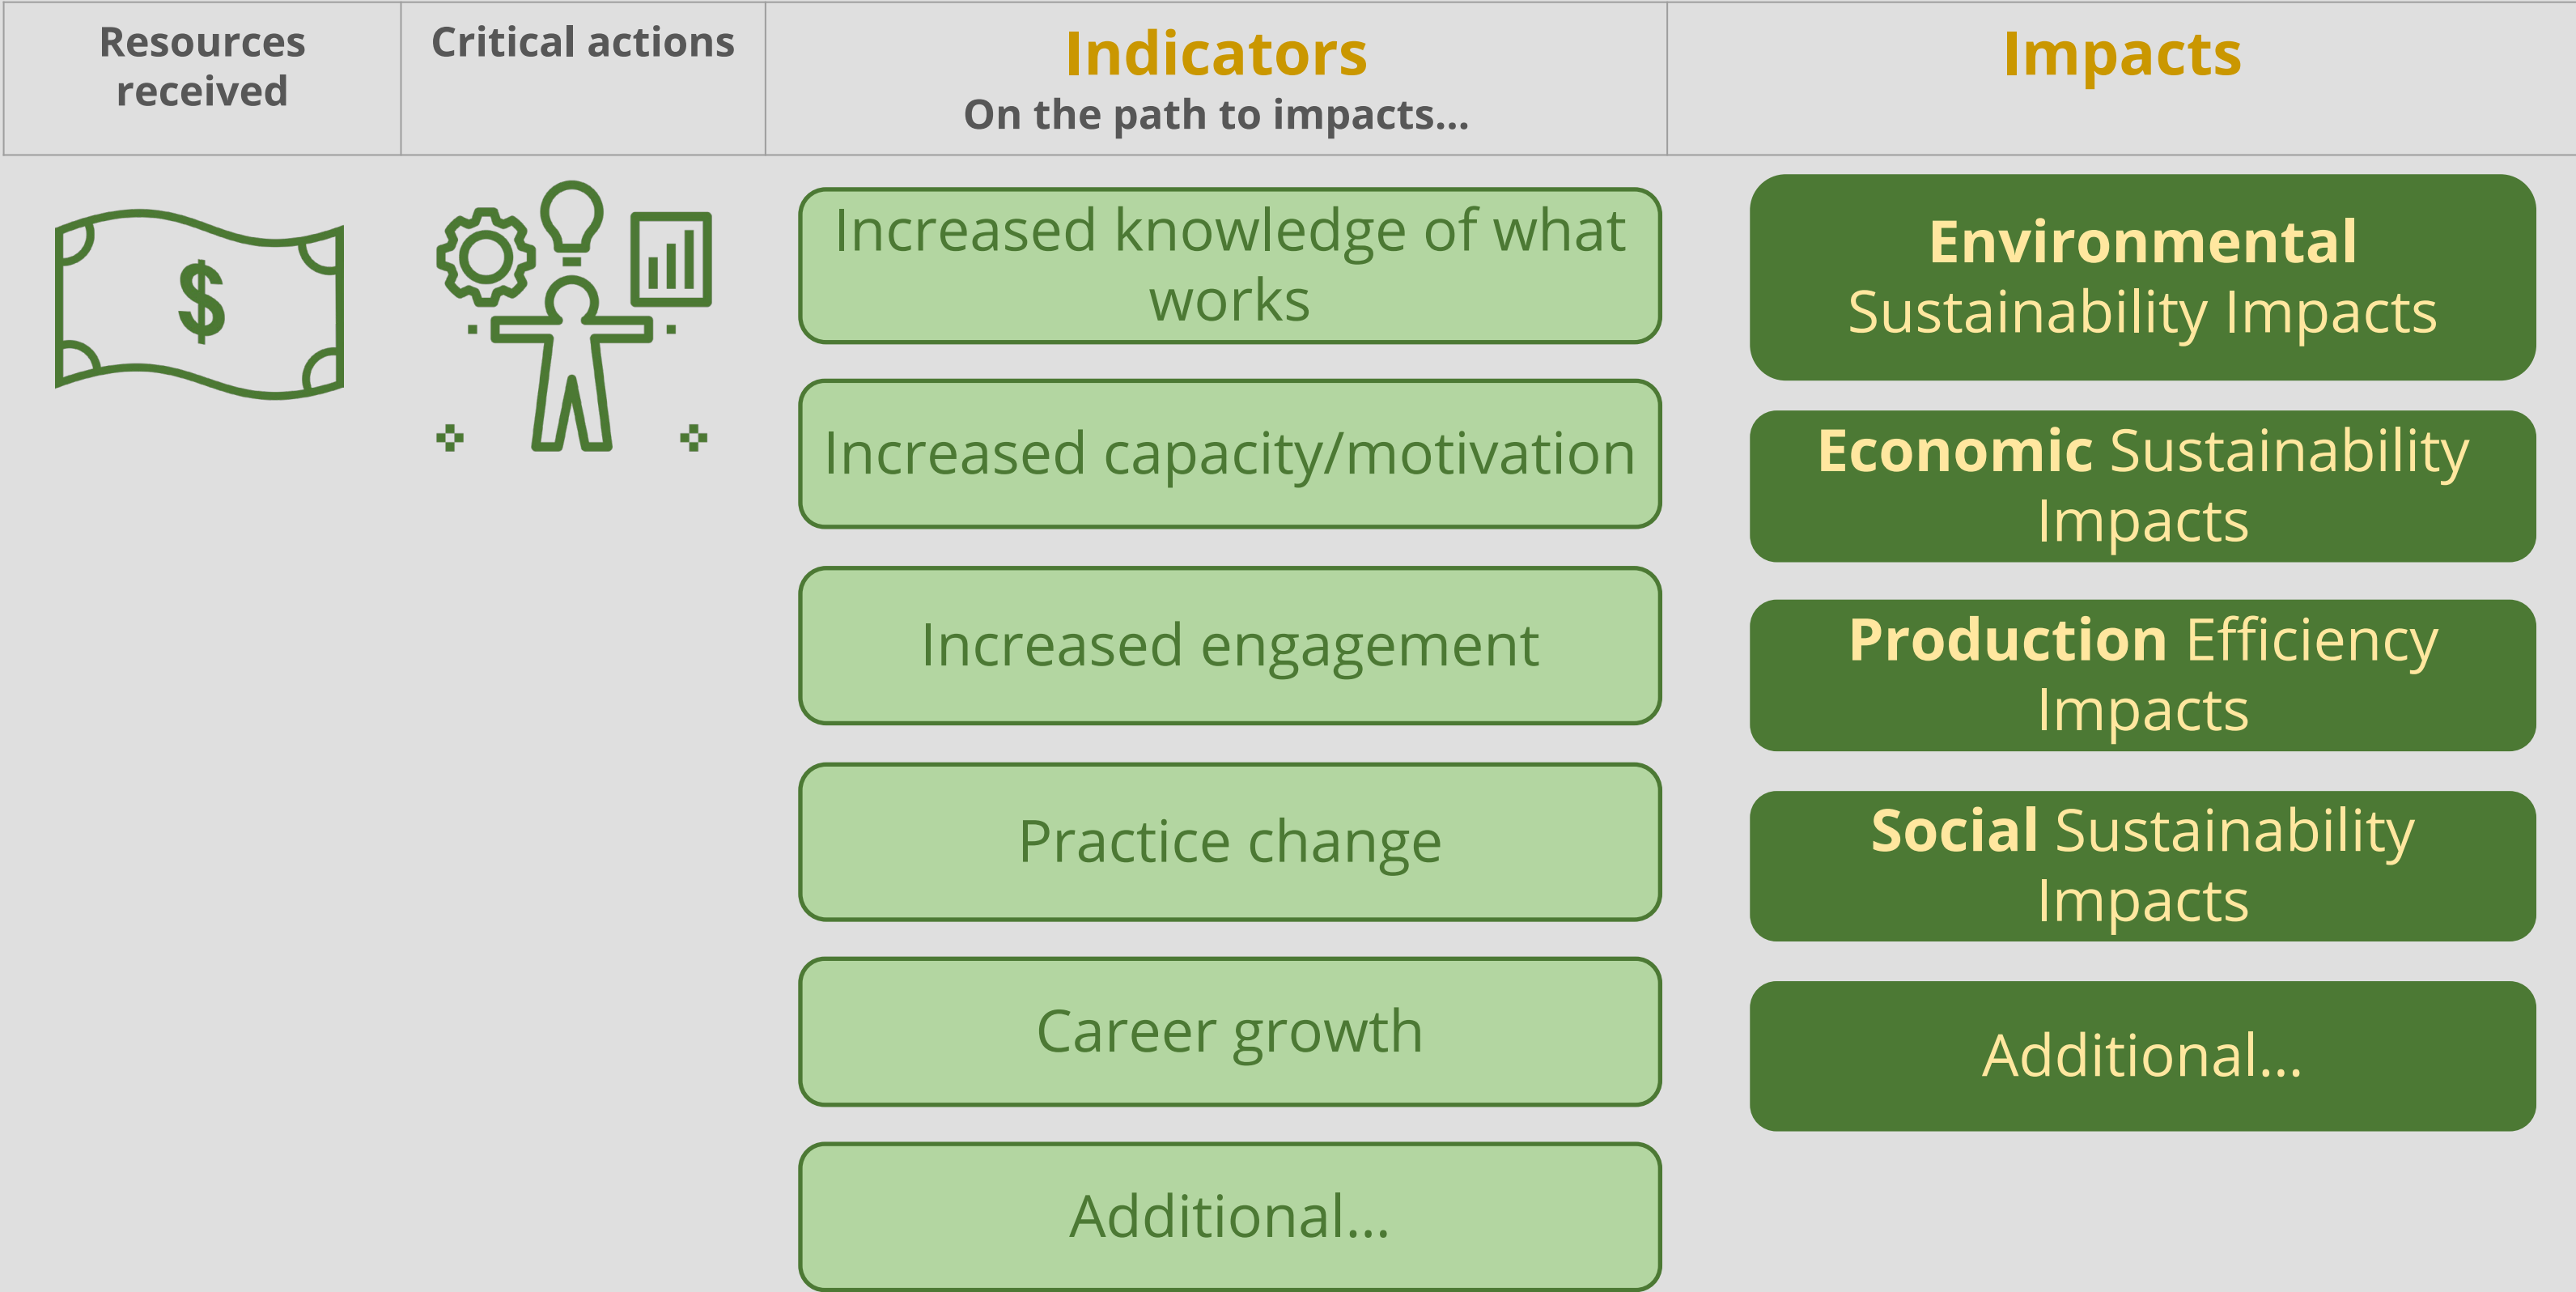 Resources
received
Critical actions
Indicators
On the path to impacts...
Impacts
$
Increased knowledge of what
works
Increased capacity/motivation
Increased engagement
Practice change
Career growth
Additional...
Environmental
Sustainability Impacts
Economic Sustainability
Impacts
Production Efficiency
Impacts
Social Sustainability
Impacts
Additional...